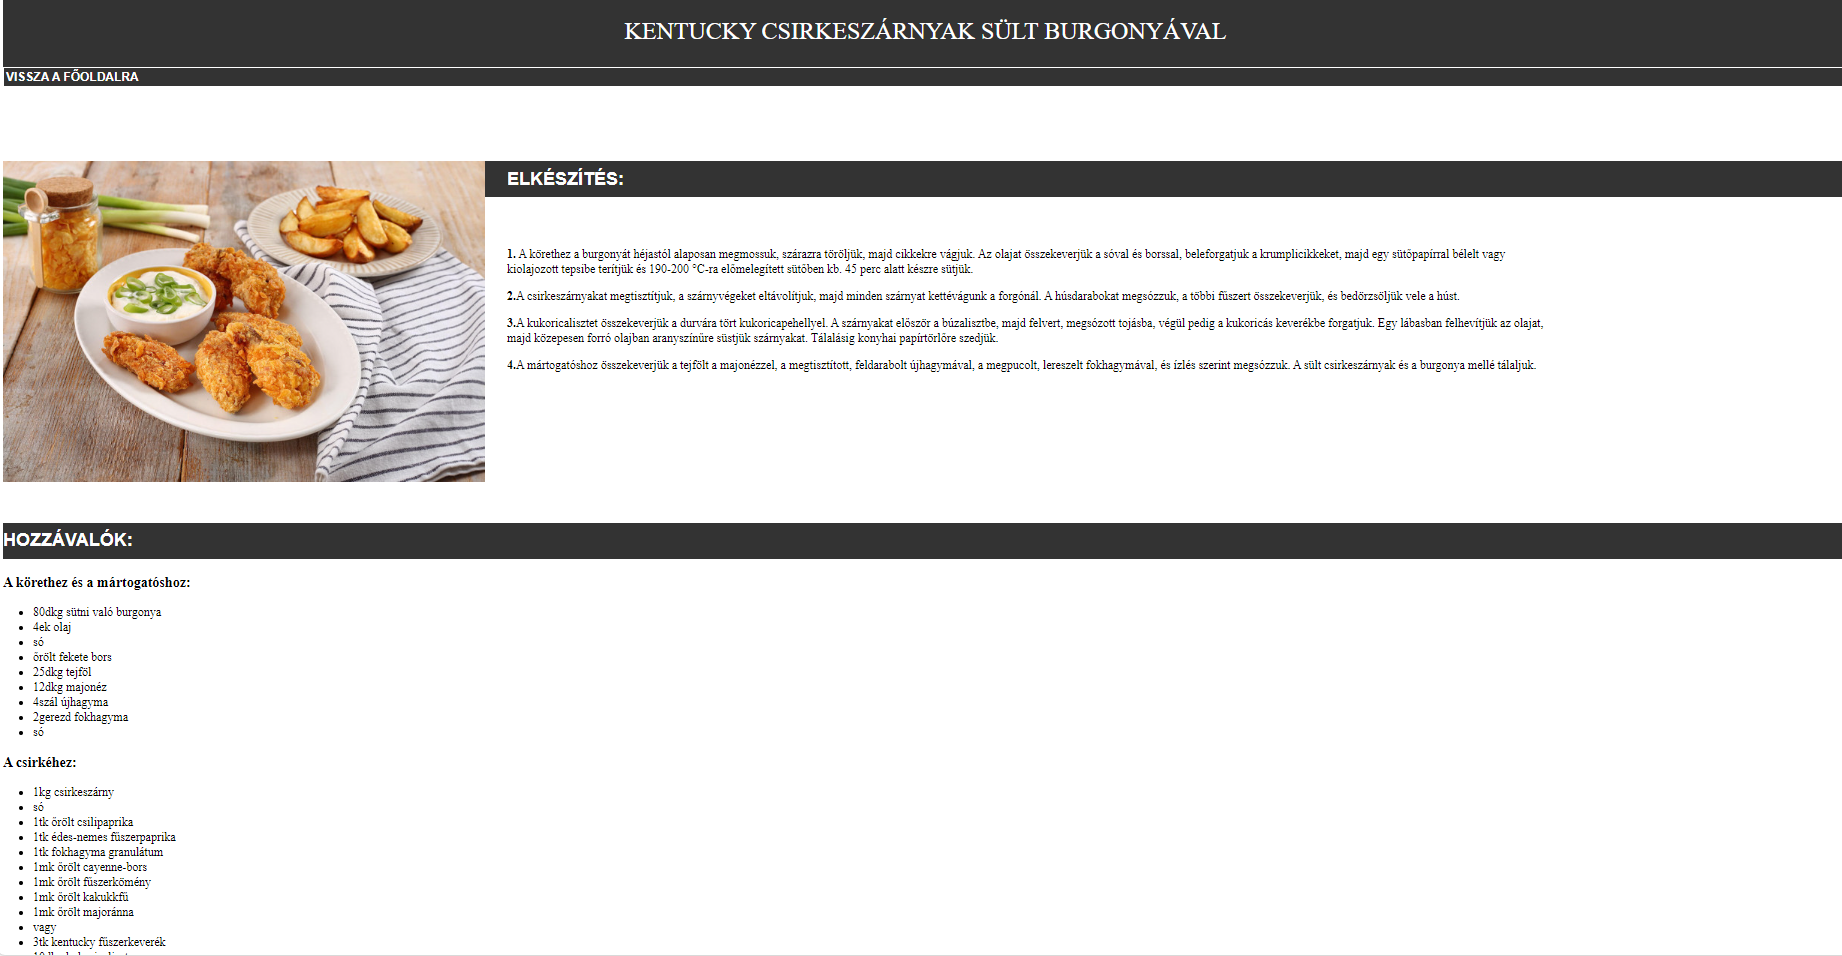 KENTUCKY CSIRKESZÁRNYAK SÜLT BURGONYÁVAL
VISSZA A FŐOLDALRA
ELKÉSZÍTÉS:
1. A körethez a burgonyát héjastól alaposan megmossuk, szárazra töröljük, majd cikkekre vágjuk. Az olajat összekeverjük a sóval és borssal, beleforgatjuk a krumplicikkeket, majd egy sütőpapírral bélelt vagy
kiolajozott tepsibe terítjük és 190-200 °C-ra előmelegített sütőben kb. 45 perc alatt készre sütjük.
2.A csirkeszárnyakat megtisztítjuk, a szárnyvégeket eltávolítjuk, majd minden szárnyat kettévágunk a forgónál. A húsdarabokat megsózzuk, a többi fűszert összekeverjük, és bedörzsöljük vele a húst.
3.A kukoricalisztet összekeverjük a durvára tört kukoricapehellyel. A szárnyakat először a búzalisztbe, majd felvert, megsózott tojásba, végül pedig a kukoricás keverékbe forgatjuk. Egy lábasban felhevítjük az olajat,
majd közepesen forró olajban aranyszínűre süstjük szárnyakat. Tálalásig konyhai papírtörlőre szedjük.
4.A mártogatóshoz összekeverjük a tejfölt a majonézzel, a megtisztított, feldarabolt újhagymával, a megpucolt, lereszelt fokhagymával, és ízlés szerint megsózzuk. A sült csirkeszárnyak és a burgonya mellé tálaljuk.
HOZZÁVALÓK:
A körethez és a mártogatóshoz:
80dkg sütni való burgonya
4ek olaj
só
őrölt fekete bors
25dkg tejföl
12dkg majonéz
4szál újhagyma
2gerezd fokhagyma
só
A csirkéhez:
1kg csirkeszárny
só
1tk őrölt csilipaprika
1tk édes-nemes fűszerpaprika
1tk fokhagyma granulátum
1mk őrölt cayenne-bors
1mk őrölt fűszerkömény
1mk őrölt kakukkfű
1mk őrölt majoránna
vagy
3tk kentucky fűszerkeverék